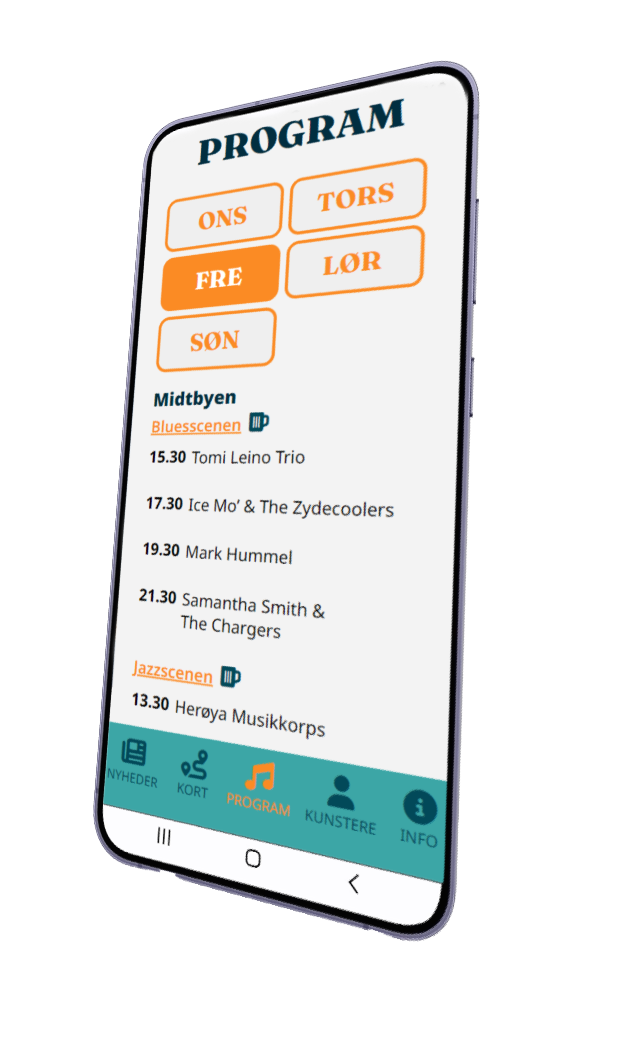 PROGRAM
ONS
TORS
FRE
LØR
SØN
Midtbyen
Bluesscenen
15.30 Tomi Leino Trio
17.30 Ice Mo’ & The Zydecoolers
19.30 Mark Hummel
21.30 Samantha Smith &
The Chargers
Jazzscenen
13.30 Herøya Musikkorps
NYHEDER
KORT
PROGRAM
KUNSTERE
INFO